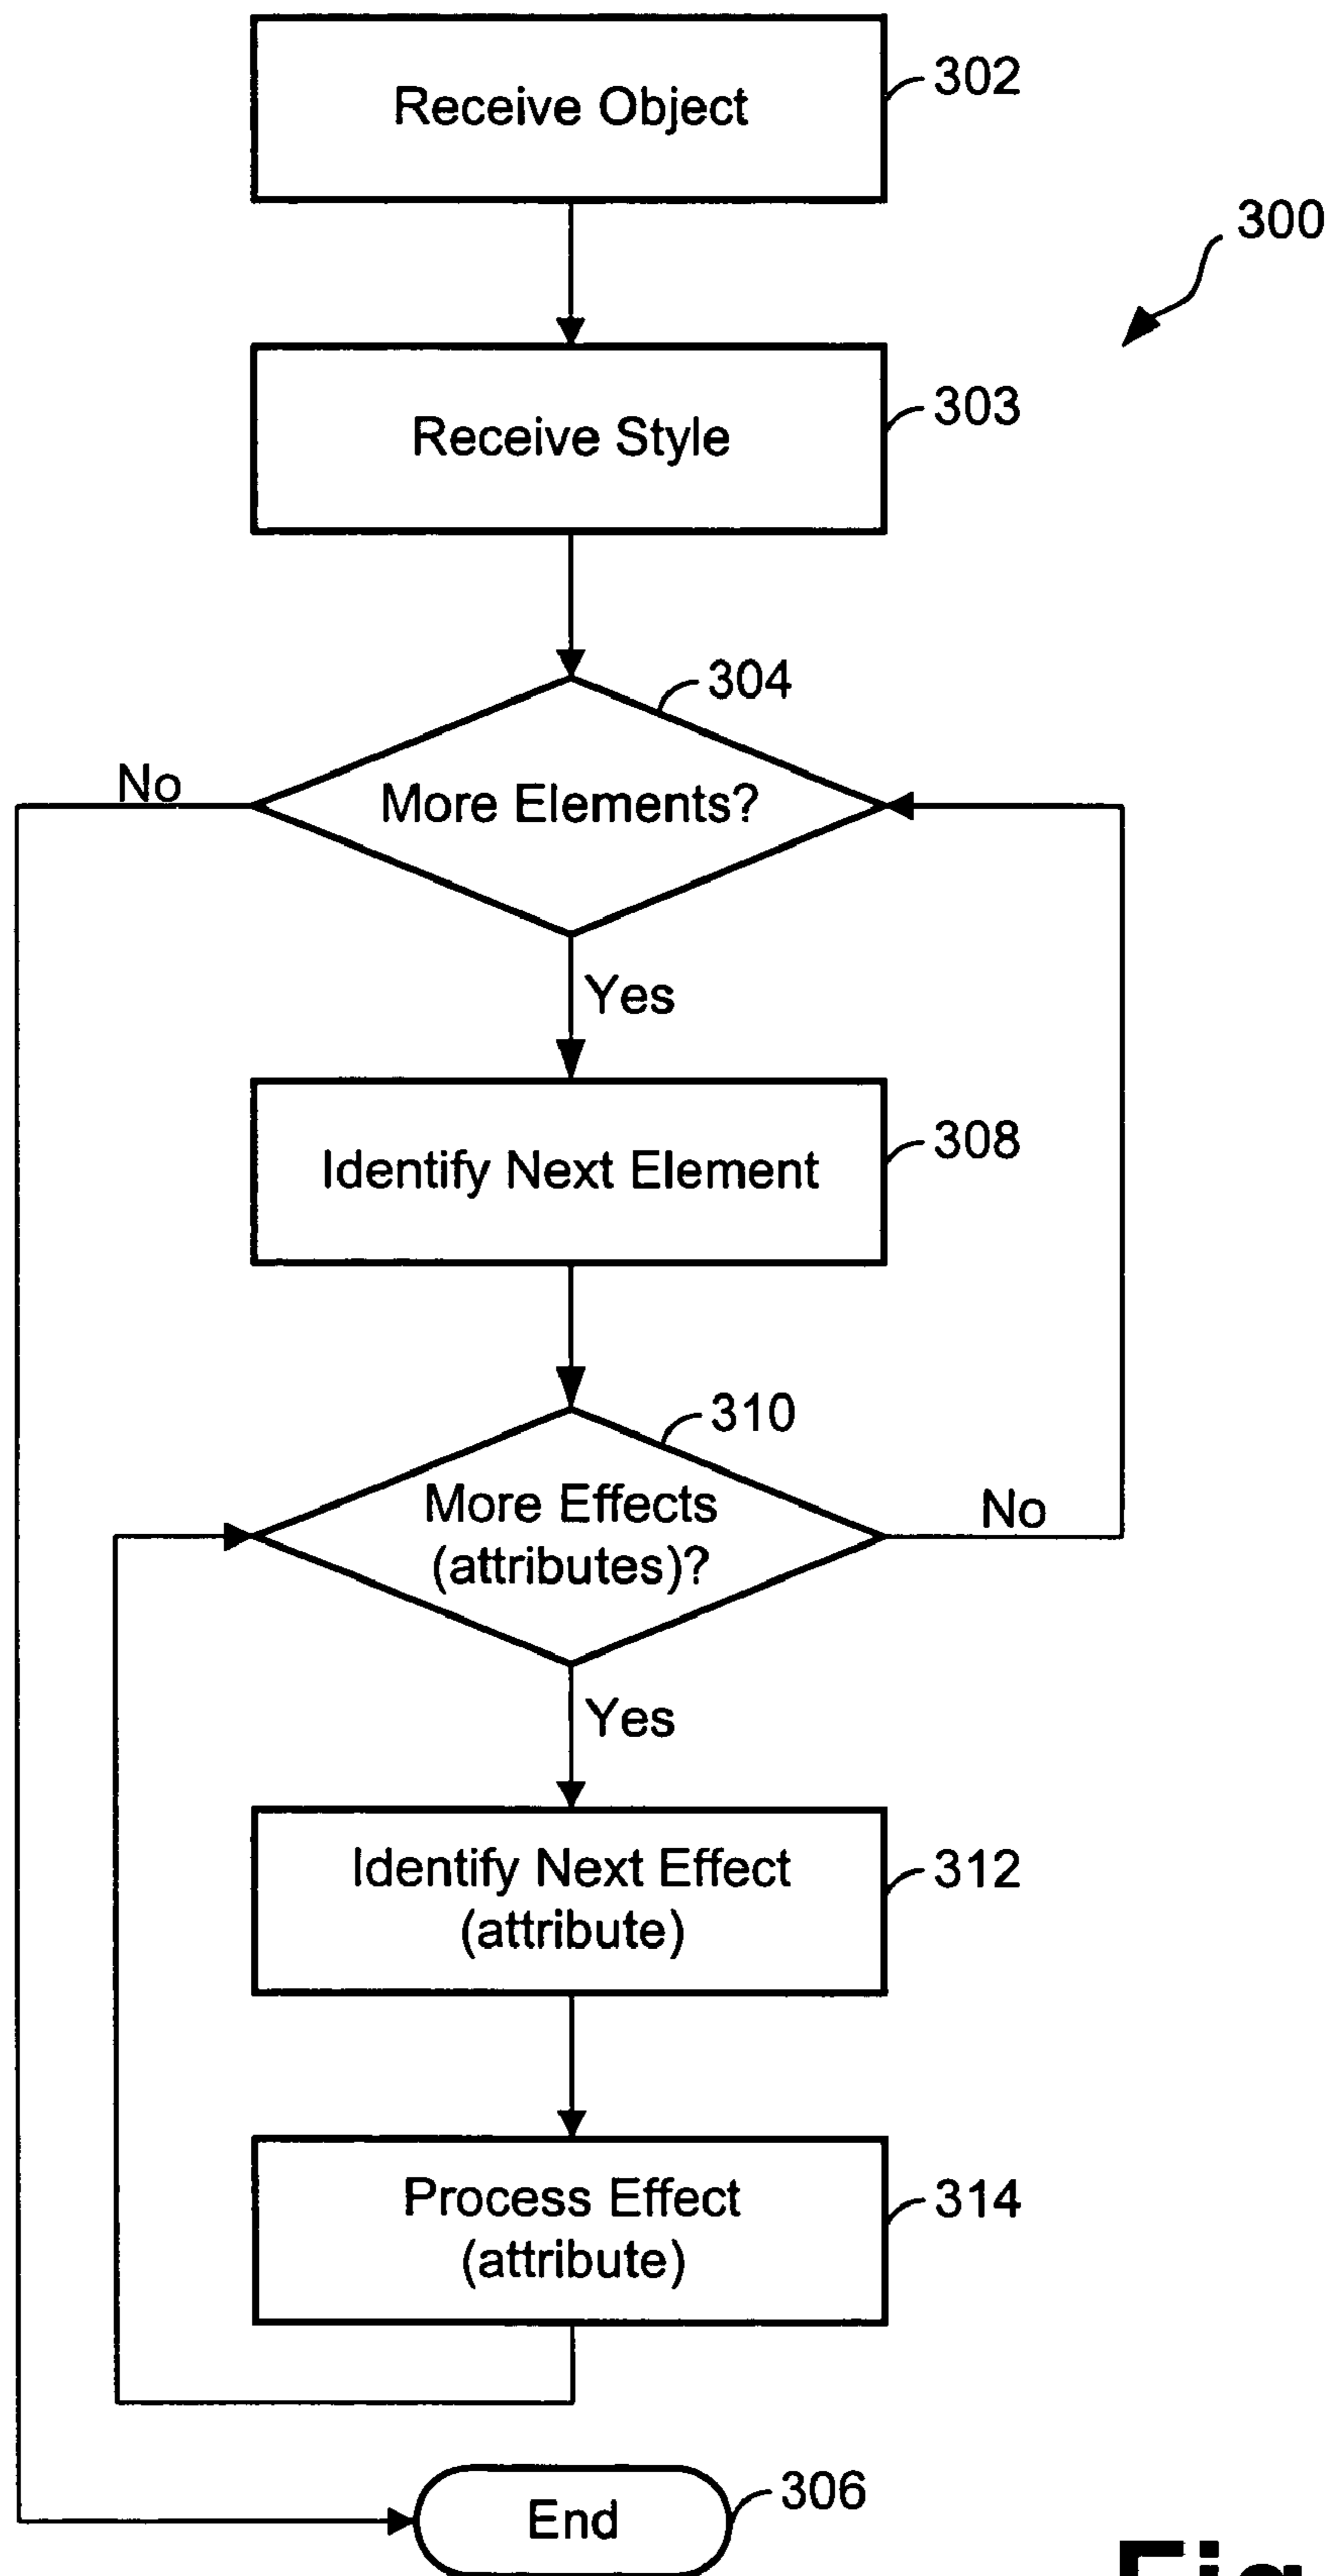 Receive Object
302
300
Receive Style
303
304
More Elements?
No
Yes
Identify Next Element
308
310
More Effects
(attributes)?
No
Yes
Identify Next Effect
(attribute)
312
Process Effect
(attribute)
314
End
306